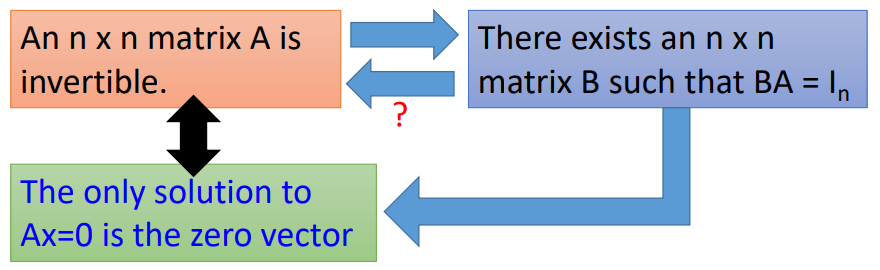 An n x n matrix A is
invertible.
There exists an n x n
matrix B such that BA = Iₙ
?
The only solution to
Ax=0 is the zero vector